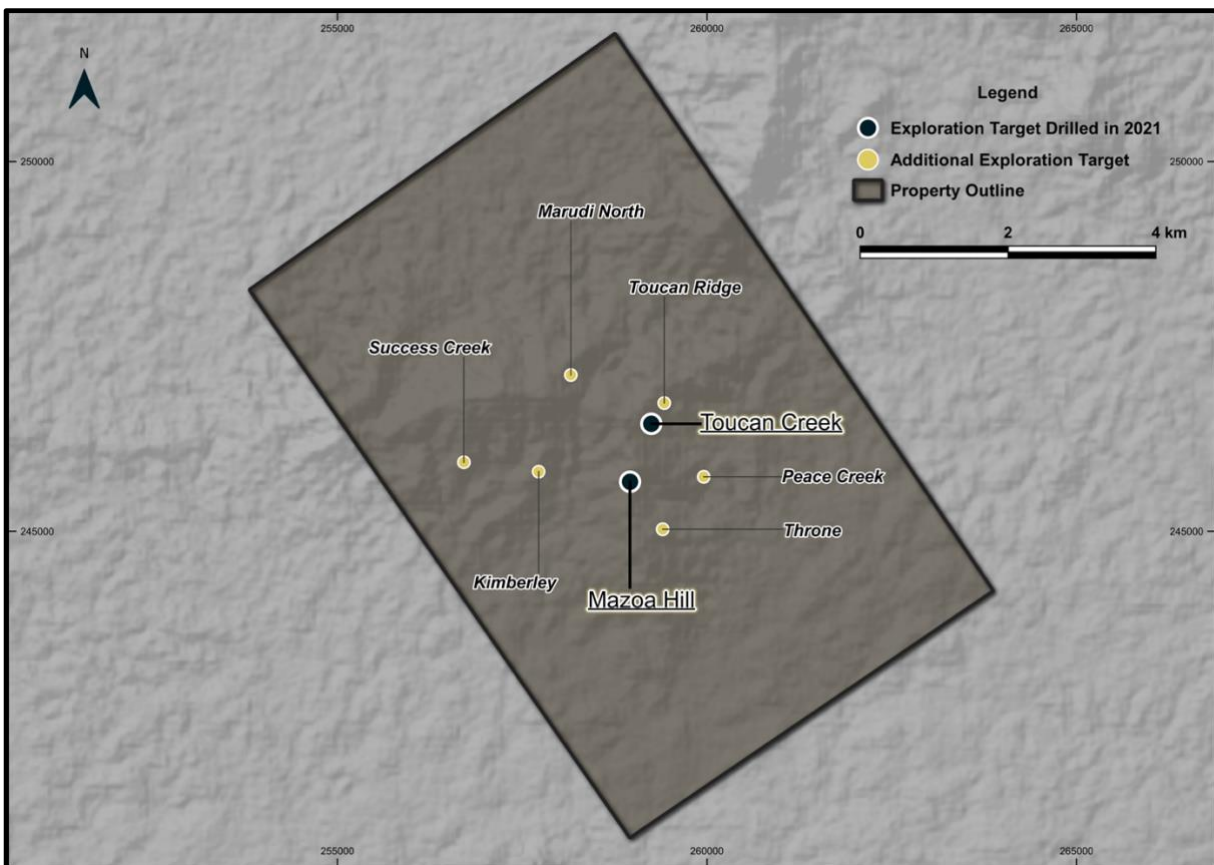 255000
260000
265000
N
Legend
Exploration Target Drilled in 2021
250000
250000
Additional Exploration Target
Property Outline
Marudi North
0
2
4 km
Toucan Ridge
Success Creek
Toucan Creek
Peace Creek
245000
Throne
245000
Kimberley
Mazoa Hill
255000
260000
265000